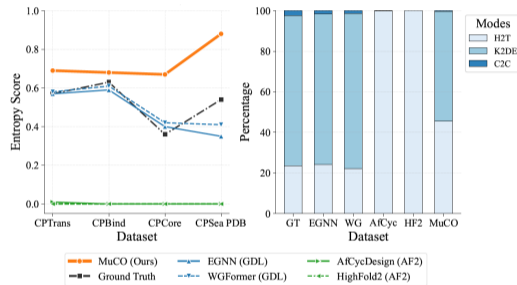 1.0
0.8
0.6
0.4
0.2
0.0
Entropy Score
CPTrans CPBind CPCore CPSea PDB
Dataset
100
80
60
40
20
0
Percentage
GT EGNN WG AfCyc HF2 MuCO
Dataset
Modes
H2T
K2DE
C2C
MuCO (Ours) EGNN (GDL) AfCycDesign (AF2)
Ground Truth WGFormer (GDL) HighFold2 (AF2)